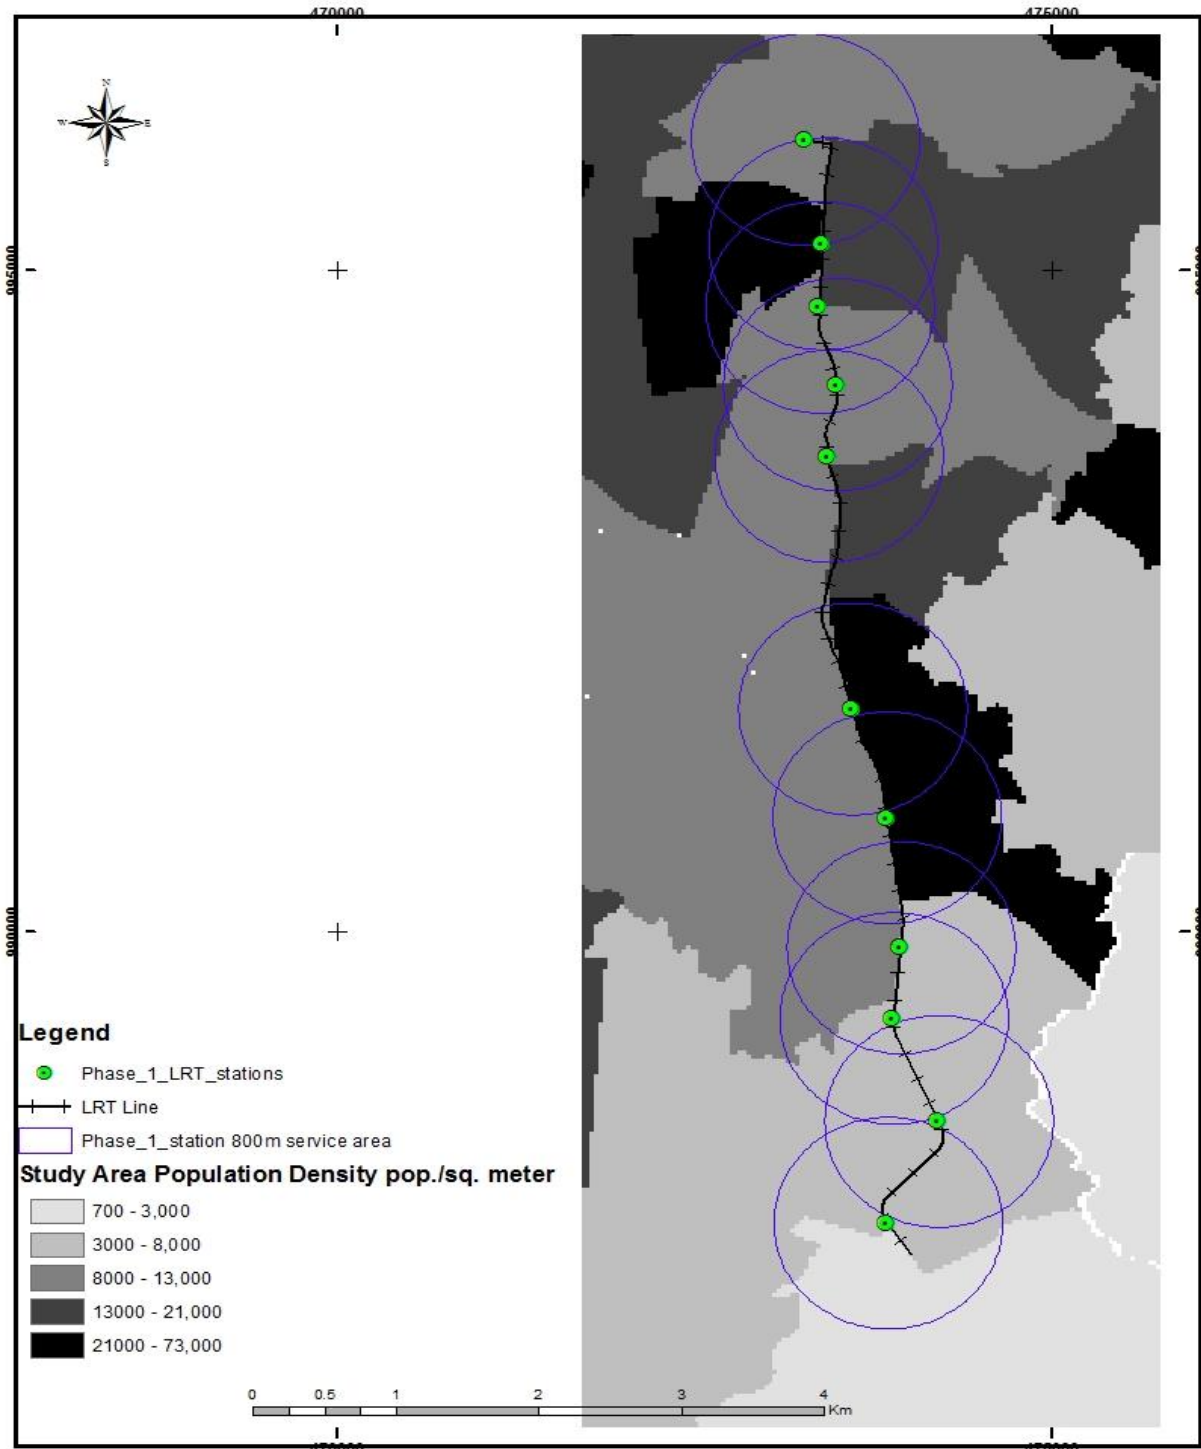 470000
475000
N
W E
S
Legend
Phase_1_LRT_stations
LRT Line
Phase_1_station 800m service area
Study Area Population Density pop./sq. meter
700 - 3,000
3000 - 8,000
8000 - 13,000
13000 - 21,000
21000 - 73,000
0 0.5 1 2 3 4
Km